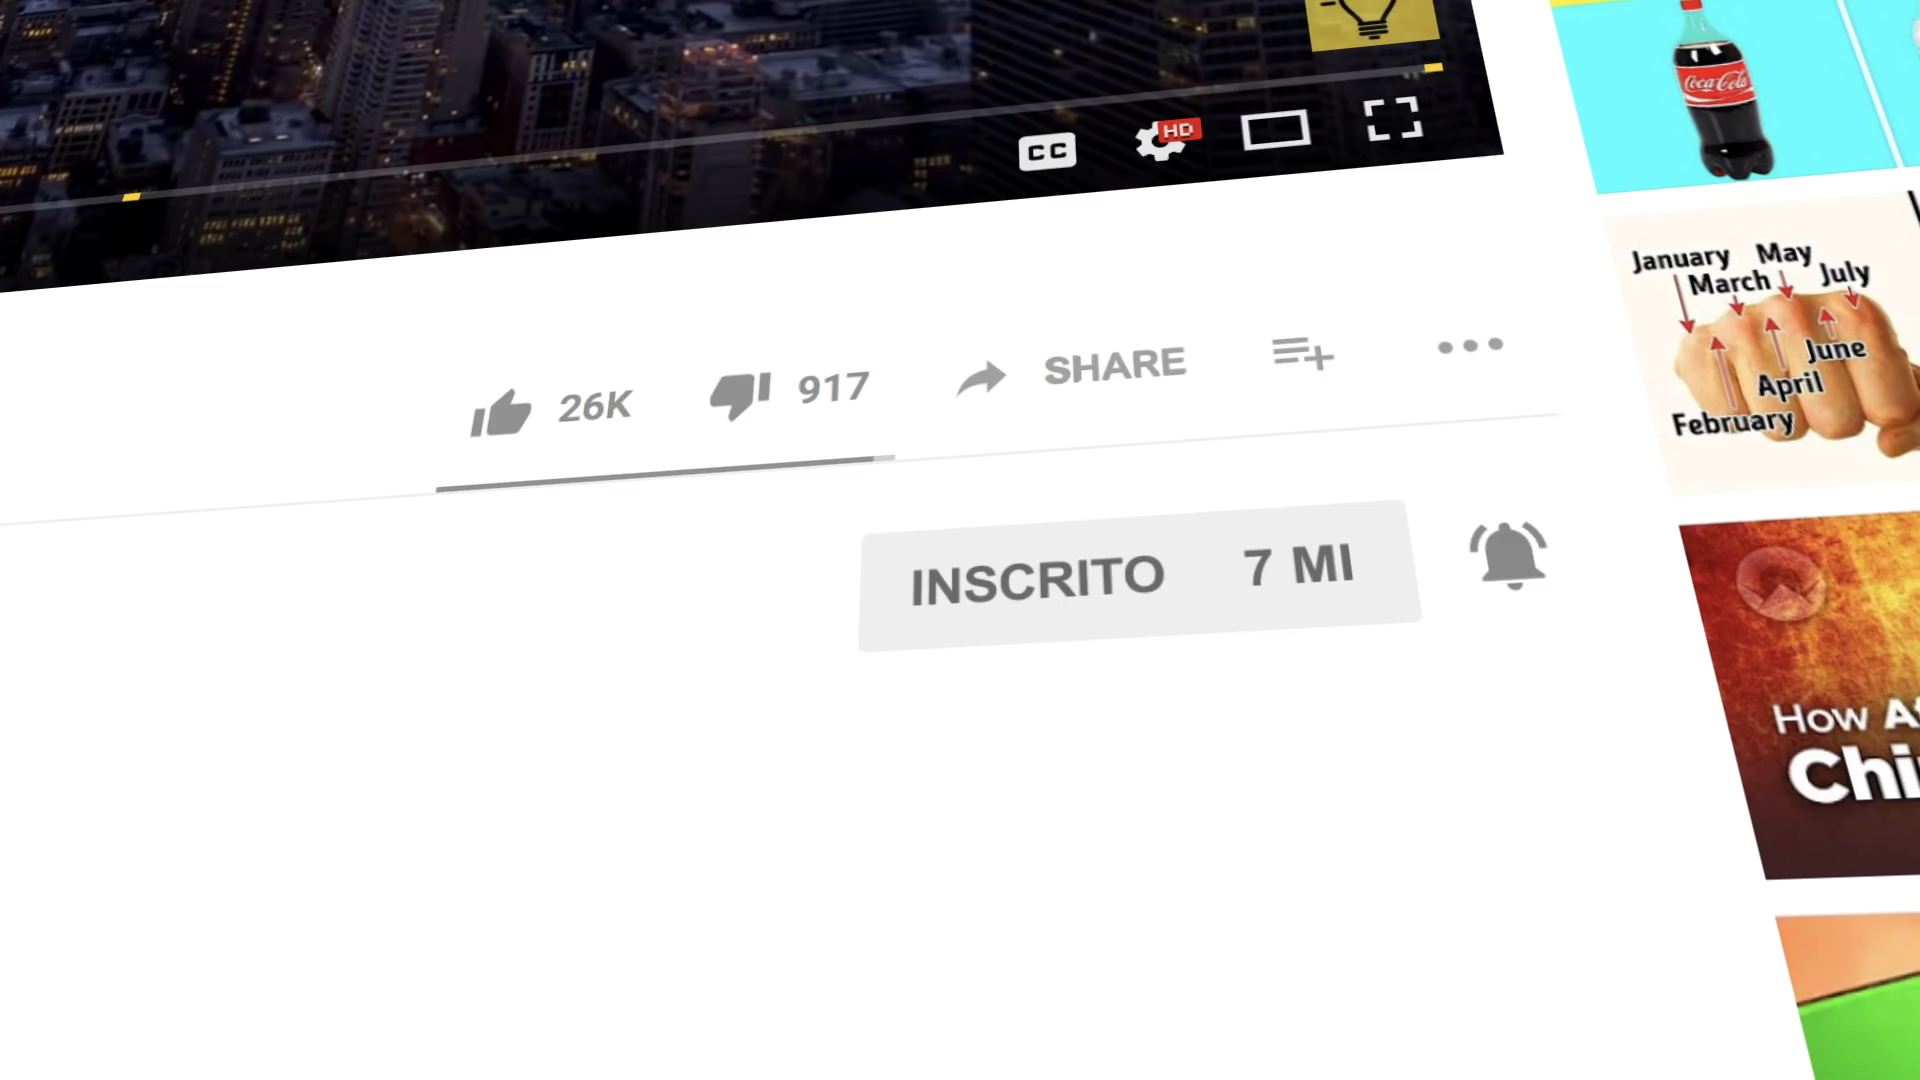 CC
HD
26K
917
SHARE
INSCRITO 7 MI
Coca-Cola
January
May
March
July
June
April
February
How
Chi